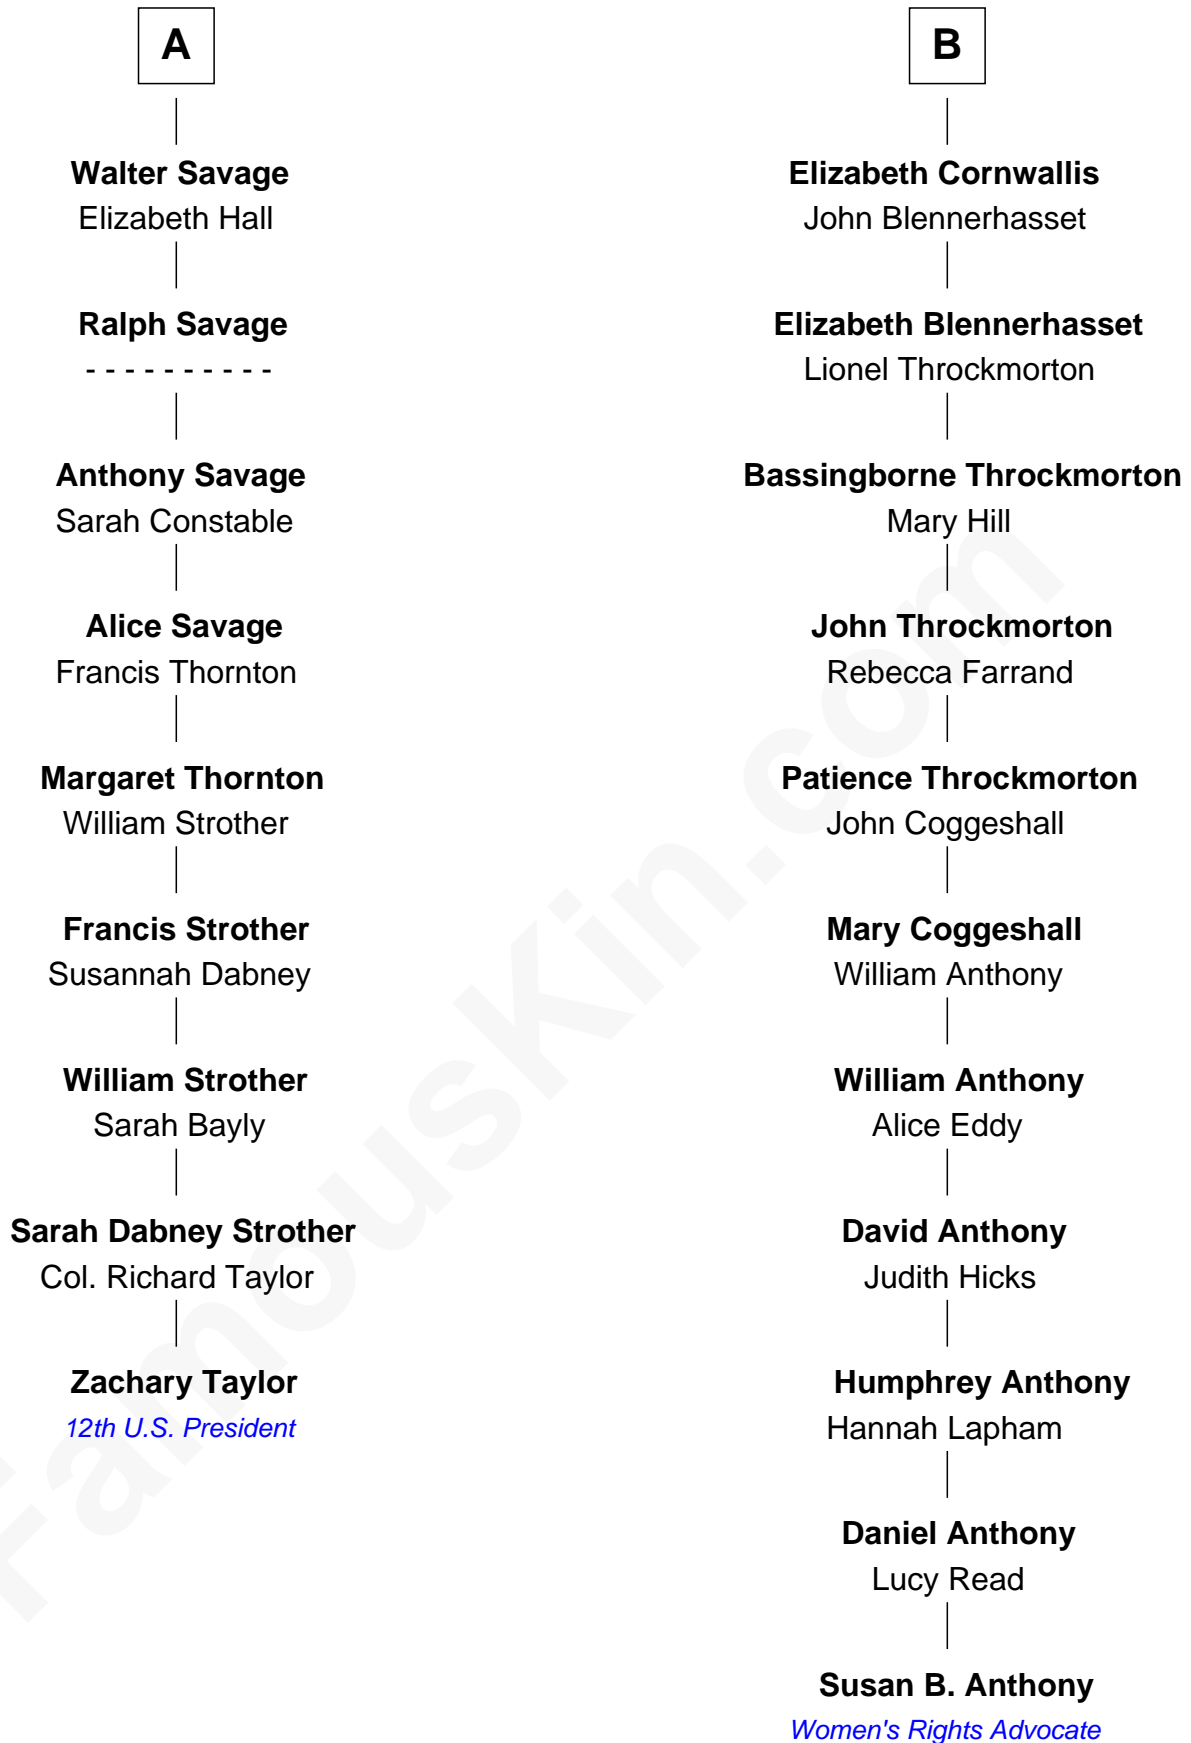 A
Walter Savage
Elizabeth Hall
Ralph Savage
- - - - - - - - - -
Anthony Savage
Sarah Constable
Alice Savage
Francis Thornton
Margaret Thornton
William Strother
Francis Strother
Susannah Dabney
William Strother
Sarah Bayly
Sarah Dabney Strother
Col. Richard Taylor
Zachary Taylor
12th U.S. President
B
Elizabeth Cornwallis
John Blennerhasset
Elizabeth Blennerhasset
Lionel Throckmorton
Bassingborne Throckmorton
Mary Hill
John Throckmorton
Rebecca Farrand
Patience Throckmorton
John Coggeshall
Mary Coggeshall
William Anthony
William Anthony
Alice Eddy
David Anthony
Judith Hicks
Humphrey Anthony
Hannah Lapham
Daniel Anthony
Lucy Read
Susan B. Anthony
Women's Rights Advocate
FamousKin.com